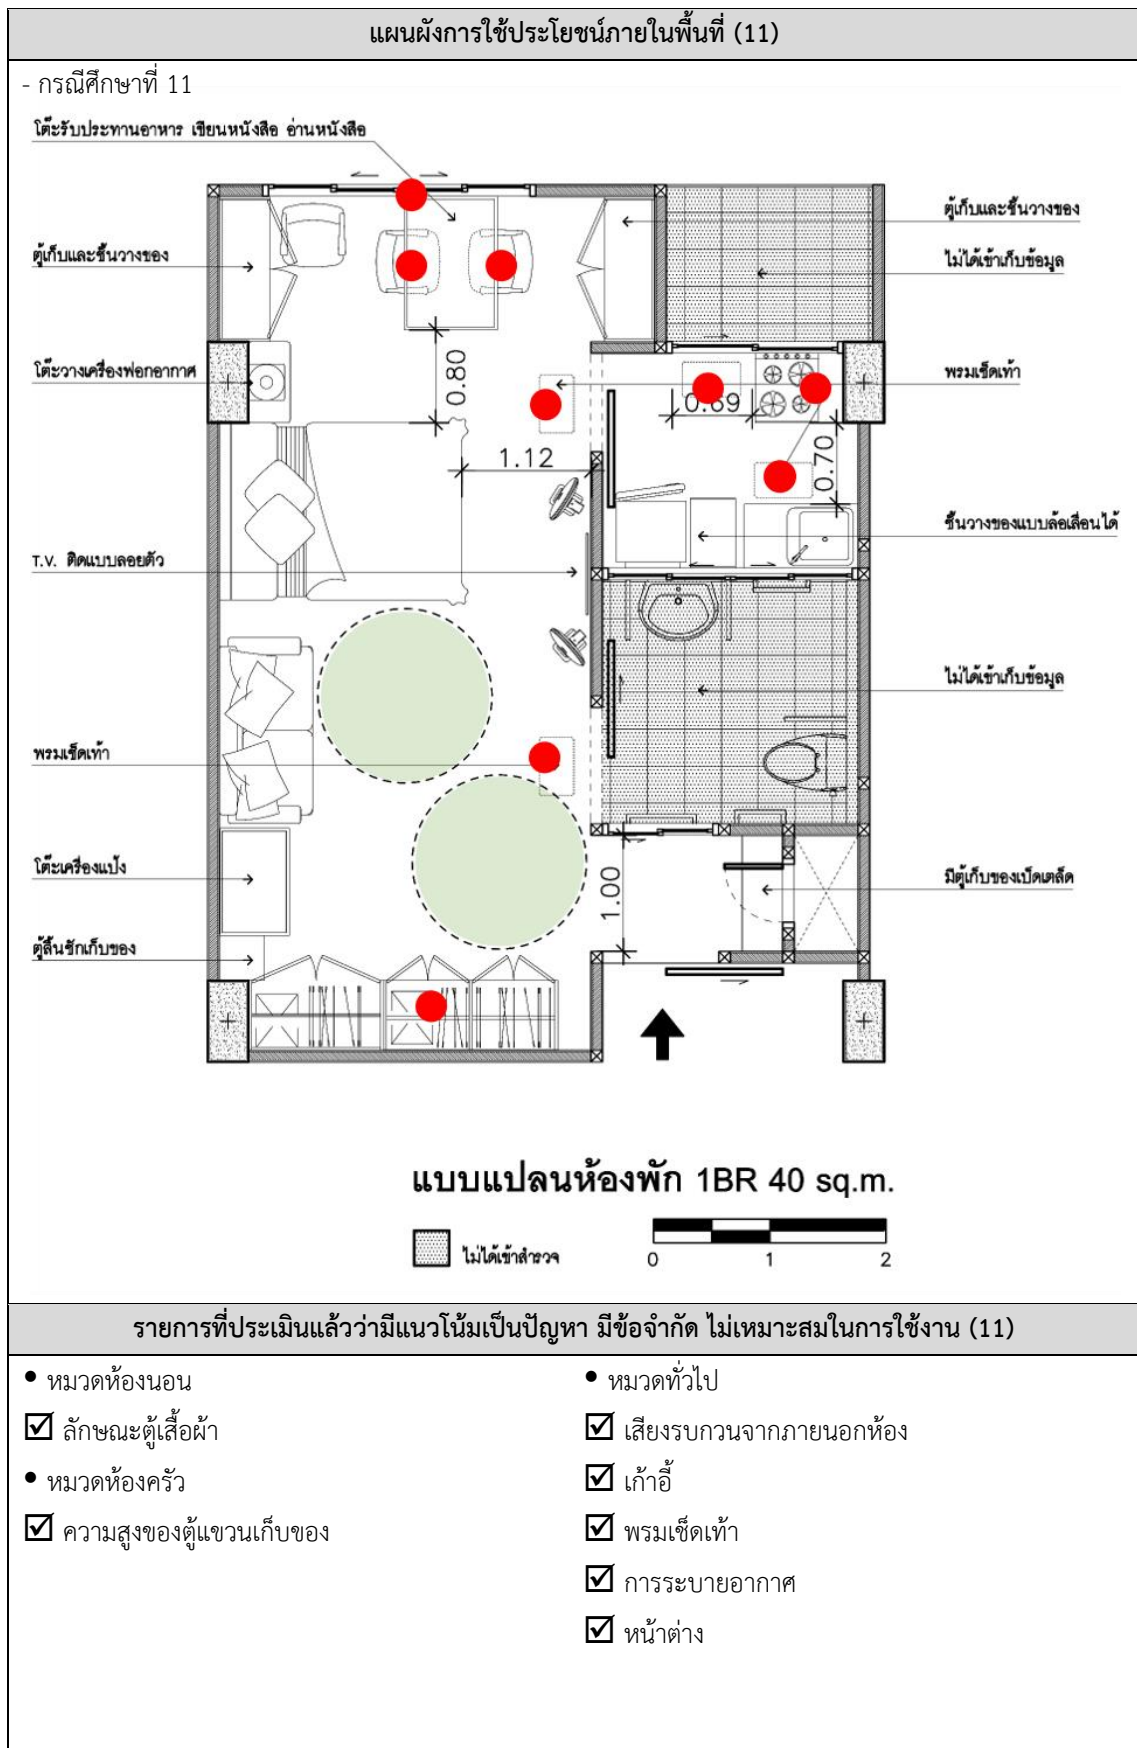 แผนผังการใช้ประโยชน์ภายในพื้นที่ (11)
- กรณีศึกษาที่ 11
โต๊ะรับประทานอาหาร เขียนหนังสือ อ่านหนังสือ
ตู้เก็บและชั้นวางของ
ตู้เก็บและชั้นวางของ
ไม่ได้เข้าเก็บข้อมูล
โต๊ะวางเครื่องฟอกอากาศ
พรมเช็ดเท้า
0.80
0.69
1.12
0.70
ชั้นวางของแบบล้อเลื่อนได้
T.V. ติดแบบลอยตัว
ไม่ได้เข้าเก็บข้อมูล
พรมเช็ดเท้า
โต๊ะเครื่องแป้ง
มีตู้เก็บของเบ็ดเตล็ด
1.00
ตู้ลิ้นชักเก็บของ
แบบแปลนห้องพัก 1BR 40 sq.m.
ไม่ได้เข้าสำรวจ
0 1 2
รายการที่ประเมินแล้วว่ามีแนวโน้มเป็นปัญหา มีข้อจำกัด ไม่เหมาะสมในการใช้งาน (11)
• หมวดห้องนอน
☑ ลักษณะตู้เสื้อผ้า
• หมวดห้องครัว
☑ ความสูงของตู้แขวนเก็บของ
• หมวดทั่วไป
☑ เสียงรบกวนจากภายนอกห้อง
☑ เก้าอี้
☑ พรมเช็ดเท้า
☑ การระบายอากาศ
☑ หน้าต่าง